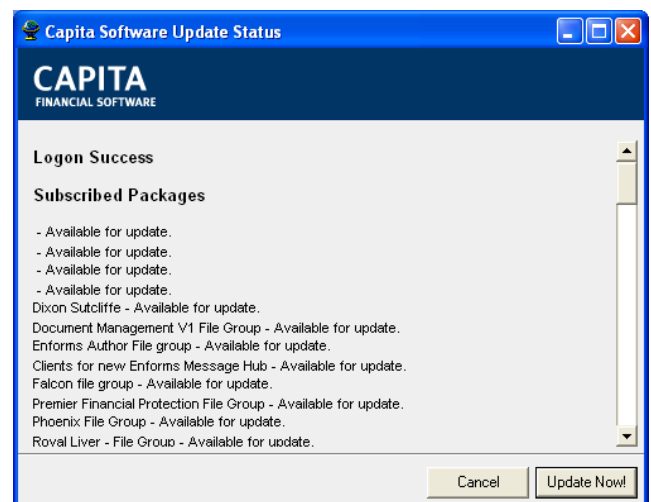 Capita Software Update Status
CAPITA
FINANCIAL SOFTWARE
Logon Success
Subscribed Packages
- Available for update.
- Available for update.
- Available for update.
- Available for update.
Dixon Sutcliffe - Available for update.
Document Management V1 File Group - Available for update.
Enforms Author File group - Available for update.
Clients for new Enforms Message Hub - Available for update.
Falcon file group - Available for update.
Premier Financial Protection File Group - Available for update.
Phoenix File Group - Available for update.
Royal Liver - File Group - Available for update.
Cancel
Update Now!